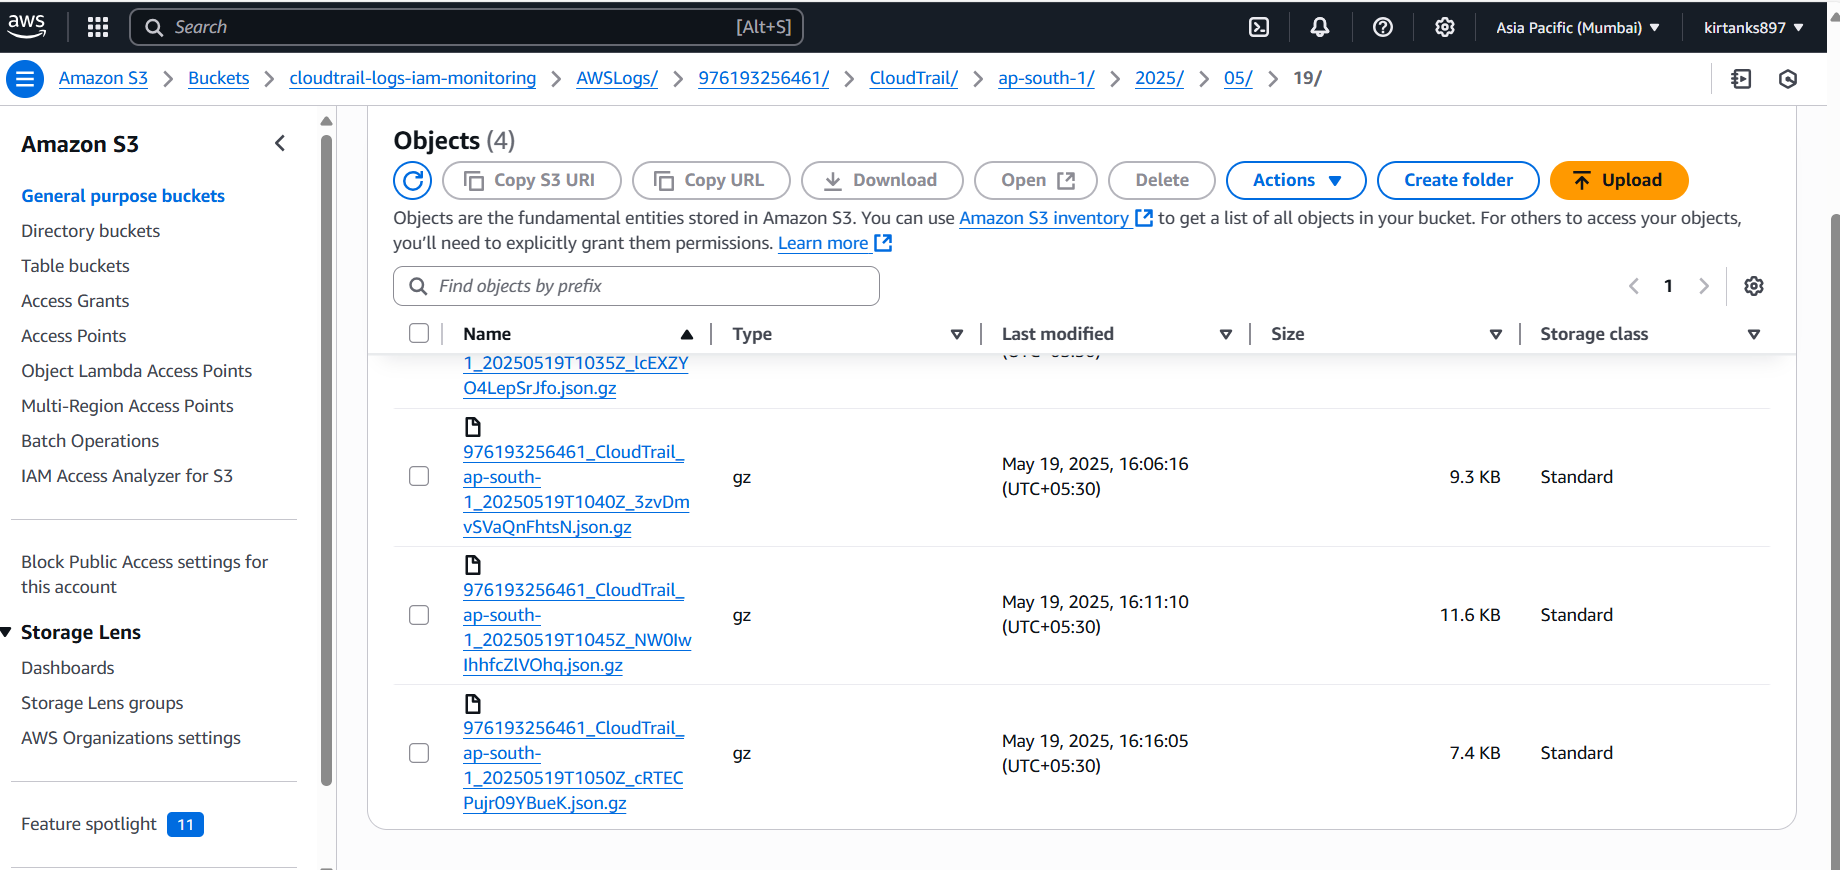 aws
Search
[Alt+S]
Asia Pacific (Mumbai)
kirtanks897
Amazon S3
Buckets
cloudtrail-logs-iam-monitoring
AWSLogs/
976193256461/
CloudTrail/
ap-south-1/
2025/
05/
19/
Amazon S3
General purpose buckets
Directory buckets
Table buckets
Access Grants
Access Points
Object Lambda Access Points
Multi-Region Access Points
Batch Operations
IAM Access Analyzer for S3
Block Public Access settings for
this account
Storage Lens
Dashboards
Storage Lens groups
AWS Organizations settings
Feature spotlight 11
Objects (4)
Copy S3 URI
Copy URL
Download
Open
Delete
Actions
Create folder
Upload
Objects are the fundamental entities stored in Amazon S3. You can use Amazon S3 inventory to get a list of all objects in your bucket. For others to access your objects,
you'll need to explicitly grant them permissions. Learn more
Find objects by prefix
1
Name
Type
Last modified
Size
Storage class
1_20250519T1035Z_lcEXZY
O4LepSrJfo.json.gz
976193256461_CloudTrail_
ap-south-
1_20250519T1040Z_3zvDm
vSVaQnFhtsN.json.gz
gz
May 19, 2025, 16:06:16
(UTC+05:30)
9.3 KB
Standard
976193256461_CloudTrail_
ap-south-
1_20250519T1045Z_NW0Iw
IhhfcZlVOhq.json.gz
gz
May 19, 2025, 16:11:10
(UTC+05:30)
11.6 KB
Standard
976193256461_CloudTrail_
ap-south-
1_20250519T1050Z_cRTEC
Pujr09YBueK.json.gz
gz
May 19, 2025, 16:16:05
(UTC+05:30)
7.4 KB
Standard